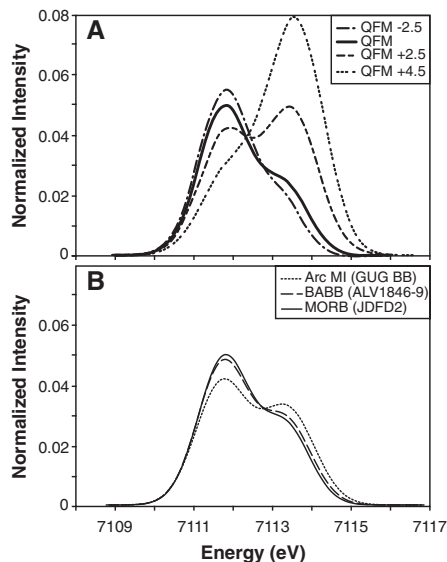 A
QFM -2.5
QFM
QFM +2.5
QFM +4.5
Normalized Intensity
0.08
0.06
0.04
0.02
0
B
Arc MI (GUG BB)
BABB (ALV1846-9)
MORB (JDFD2)
Normalized Intensity
0.06
0.04
0.02
0
7109 7111 7113 7115 7117
Energy (eV)